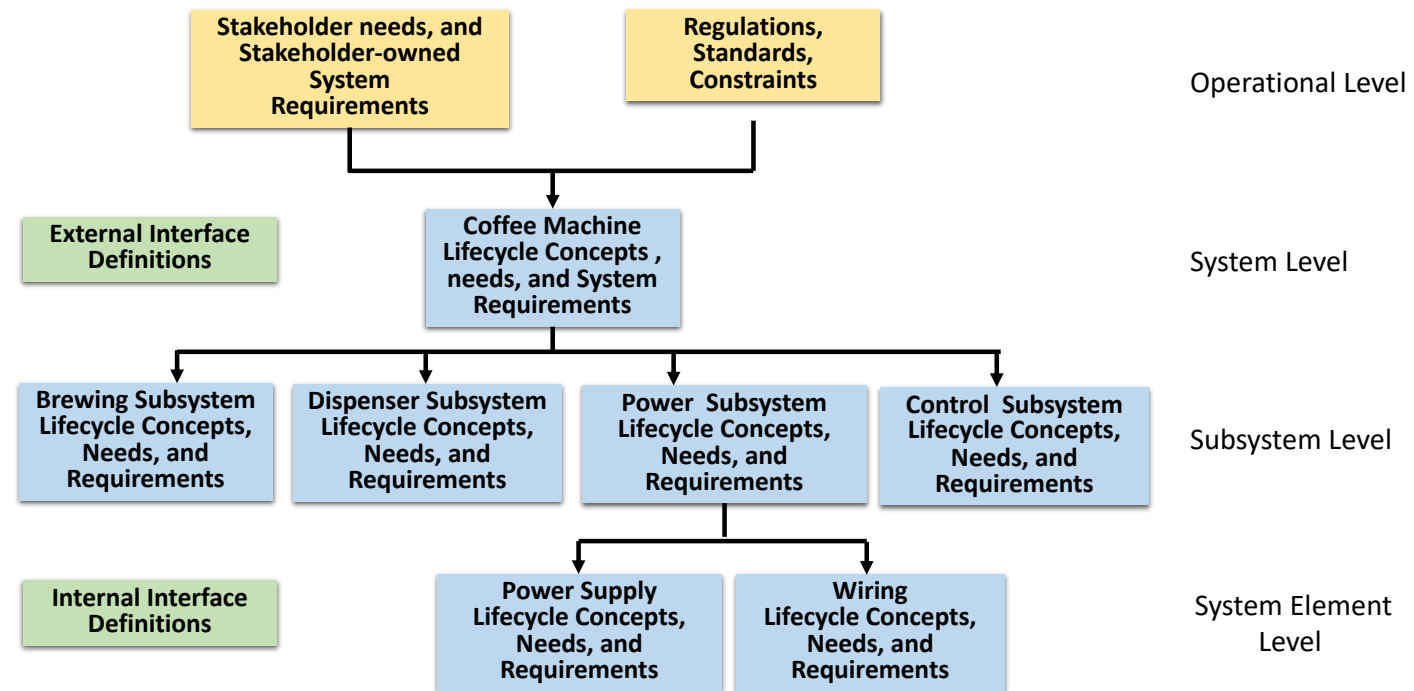 Stakeholder needs, and
Stakeholder-owned
System
Requirements
Regulations,
Standards,
Constraints
Operational Level
External Interface
Definitions
Coffee Machine
Lifecycle Concepts ,
needs, and System
Requirements
System Level
Brewing Subsystem
Lifecycle Concepts,
Needs, and
Requirements
Dispenser Subsystem
Lifecycle Concepts,
Needs, and
Requirements
Power Subsystem
Lifecycle Concepts,
Needs, and
Requirements
Control Subsystem
Lifecycle Concepts,
Needs, and
Requirements
Subsystem Level
Internal Interface
Definitions
Power Supply
Lifecycle Concepts,
Needs, and
Requirements
Wiring
Lifecycle Concepts,
Needs, and
Requirements
System Element
Level